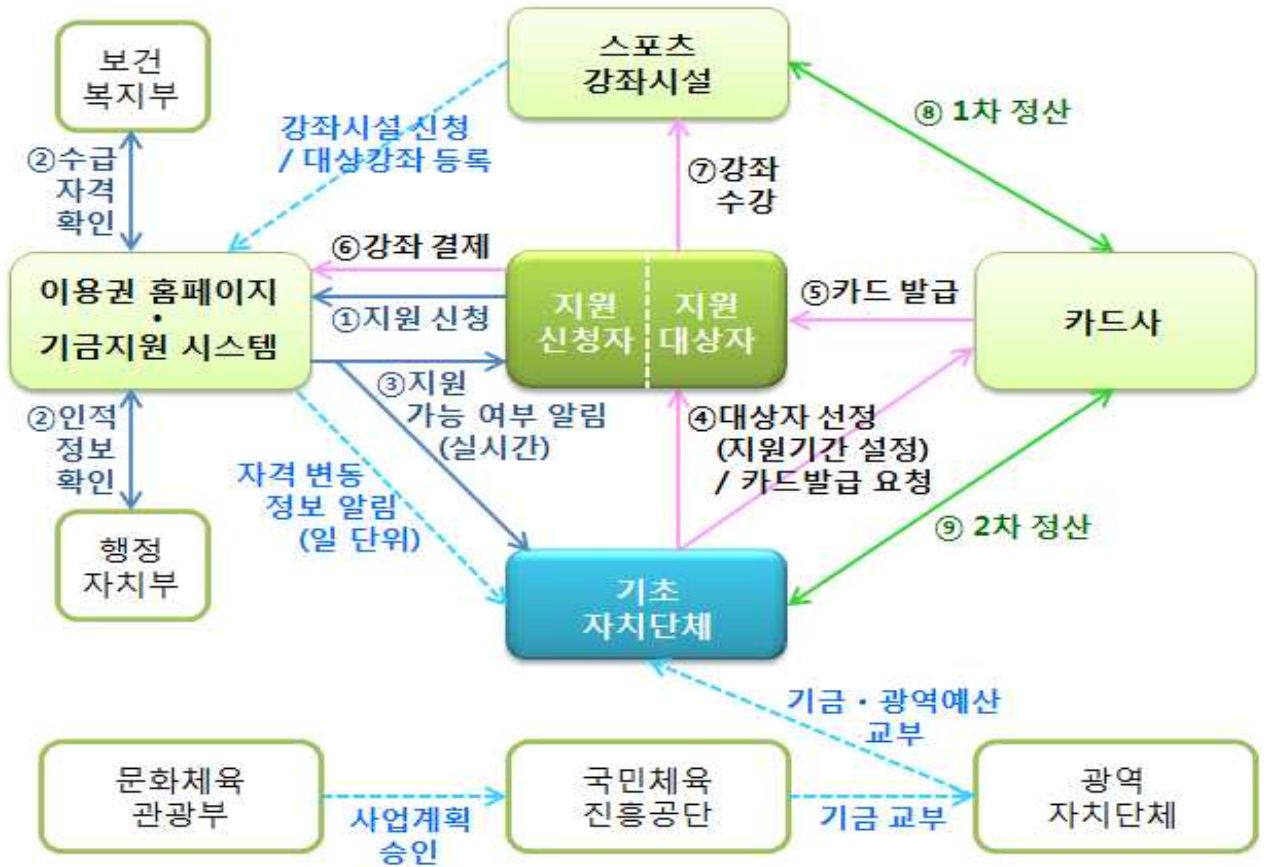 보건
복지부
스포츠
강좌시설
강좌시설 신청
/ 대상강좌 등록
⑧ 1차 정산
②수급
자격
확인
⑦강좌
수강
⑥강좌 결제
이용권 홈페이지
·
기금지원 시스템
①지원 신청
지원
신청자
지원
대상자
⑤카드 발급
카드사
③지원
가능 여부 알림
(실시간)
④대상자 선정
(지원기간 설정)
/ 카드발급 요청
②인적
정보
확인
자격 변동
정보 알림
(일 단위)
⑨ 2차 정산
행정
자치부
기초
자치단체
기금·광역예산
교부
문화체육
관광부
사업계획
승인
국민체육
진흥공단
기금 교부
광역
자치단체